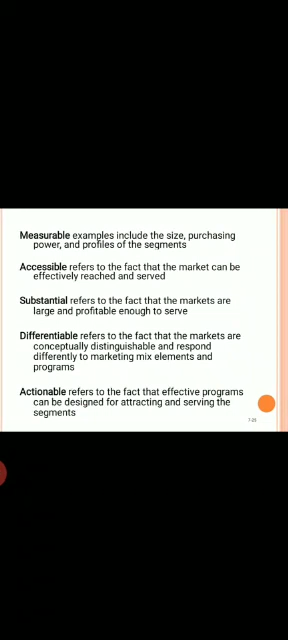 Measurable examples include the size, purchasing
power, and profiles of the segments
Accessible refers to the fact that the market can be
effectively reached and served
Substantial refers to the fact that the markets are
large and profitable enough to serve
Differentiable refers to the fact that the markets are
conceptually distinguishable and respond
differently to marketing mix elements and
programs
Actionable refers to the fact that effective programs
can be designed for attracting and serving the
segments
7-25